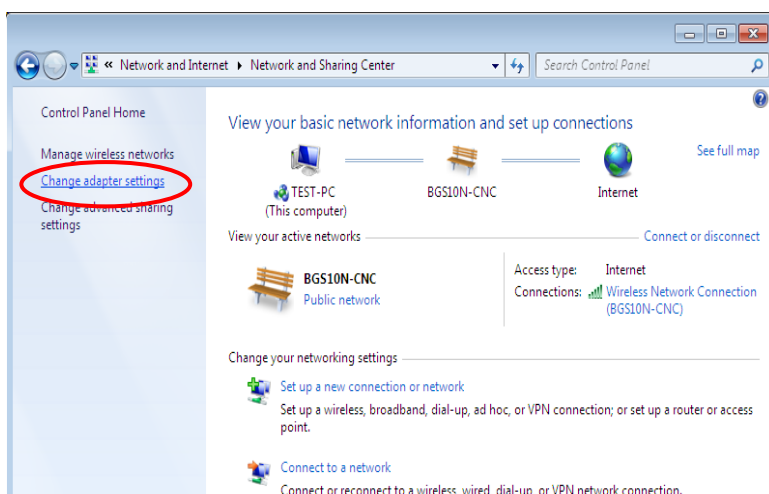 « Network and Internet ▸ Network and Sharing Center
Search Control Panel
Control Panel Home
Manage wireless networks
Change adapter settings
Change advanced sharing
settings
View your basic network information and set up connections
See full map
TEST-PC
(This computer)
BGS10N-CNC
Internet
View your active networks
Connect or disconnect
BGS10N-CNC
Public network
Access type: Internet
Connections: Wireless Network Connection
(BGS10N-CNC)
Change your networking settings
Set up a new connection or network
Set up a wireless, broadband, dial-up, ad hoc, or VPN connection; or set up a router or access
point.
Connect to a network
Connect or reconnect to a wireless, wired, dial-up, or VPN network connection.